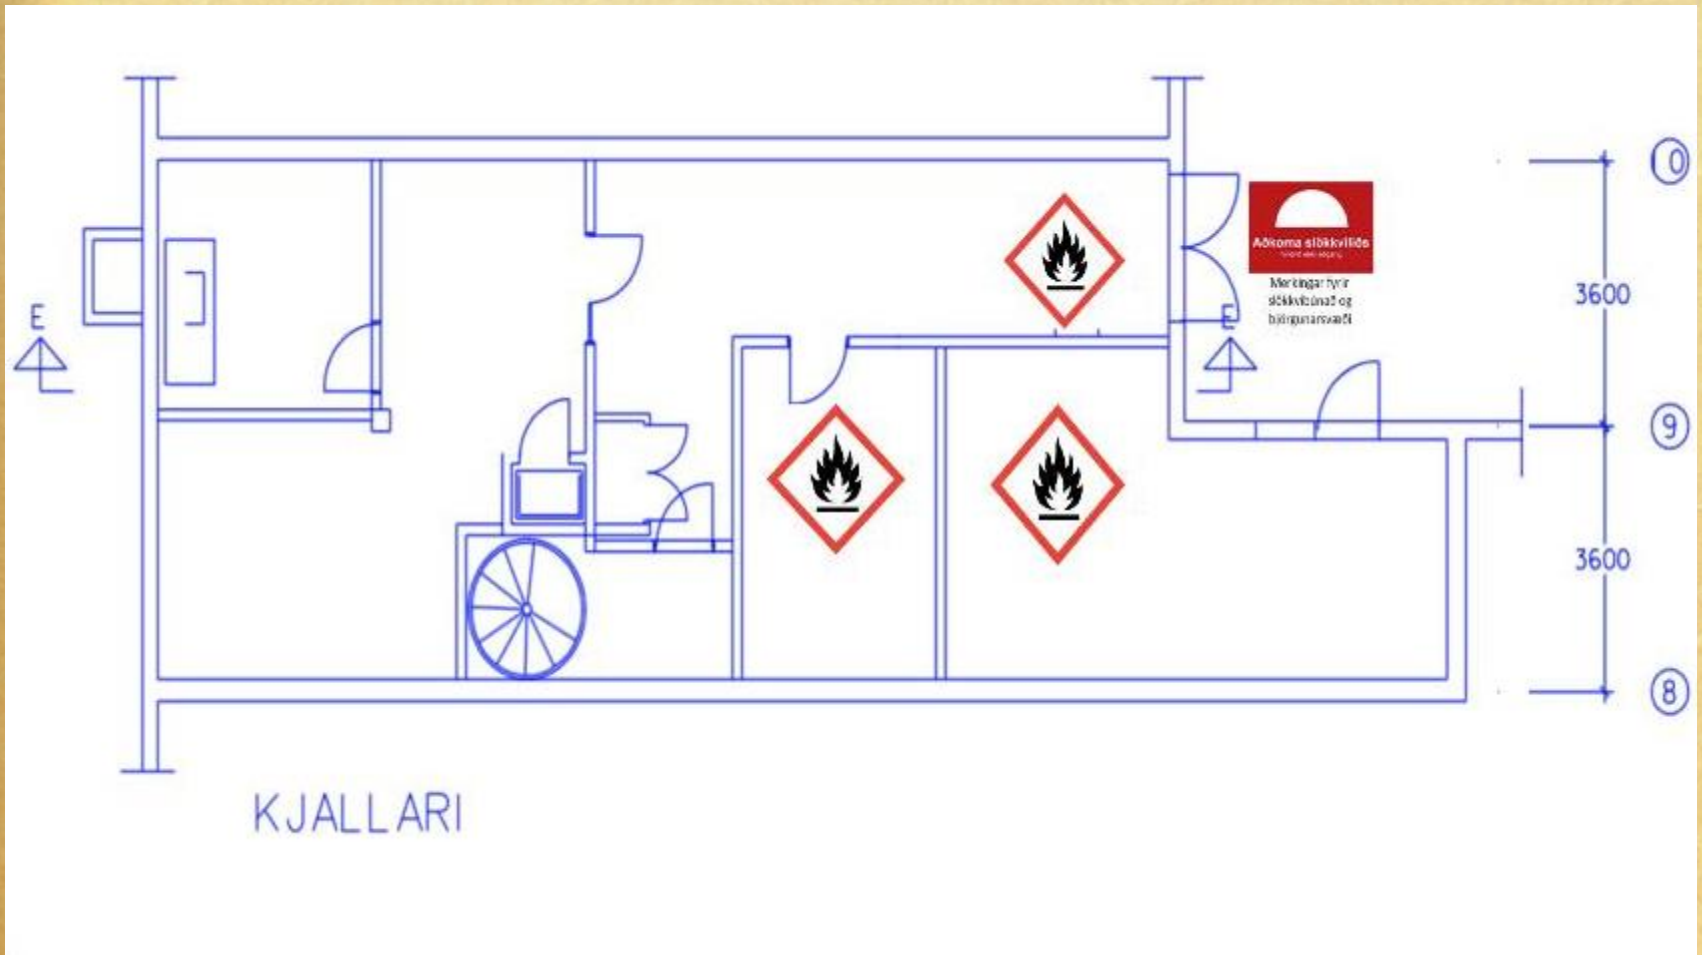 10
Aðkoma slökkviliðs
Merkingar fyrir
slökkvibúnað og
björgunarsvæði
3600
E
E
9
3600
8
KJALLARI